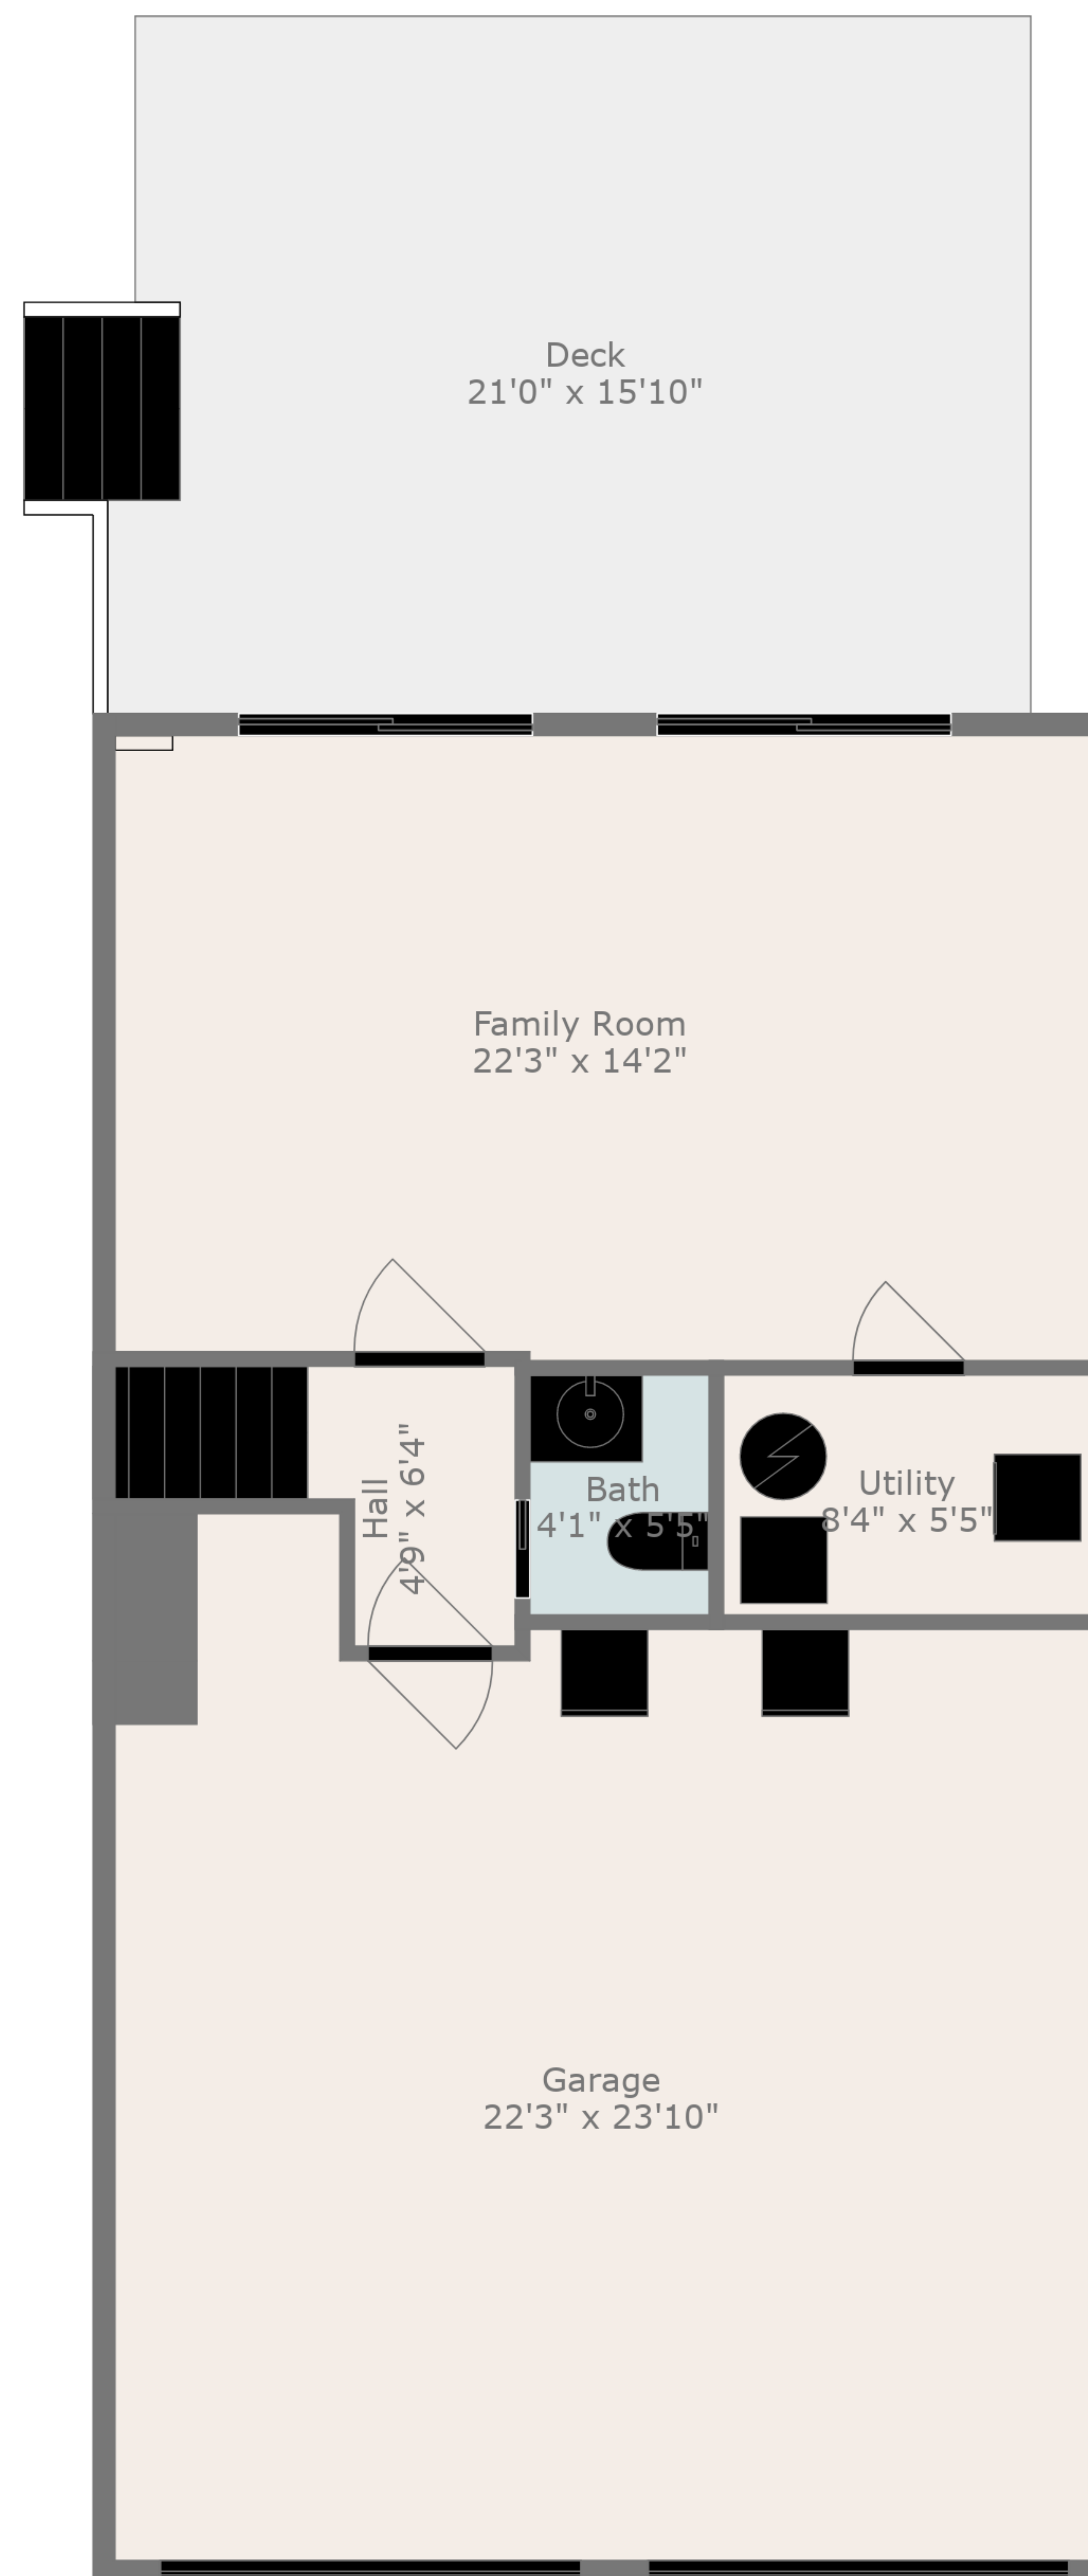 Deck
21'0" x 15'10"
Family Room
22'3" x 14'2"
Hall
4'9" x 6'4"
Bath
4'1" x 5'5"
Utility
8'4" x 5'5"
Garage
22'3" x 23'10"